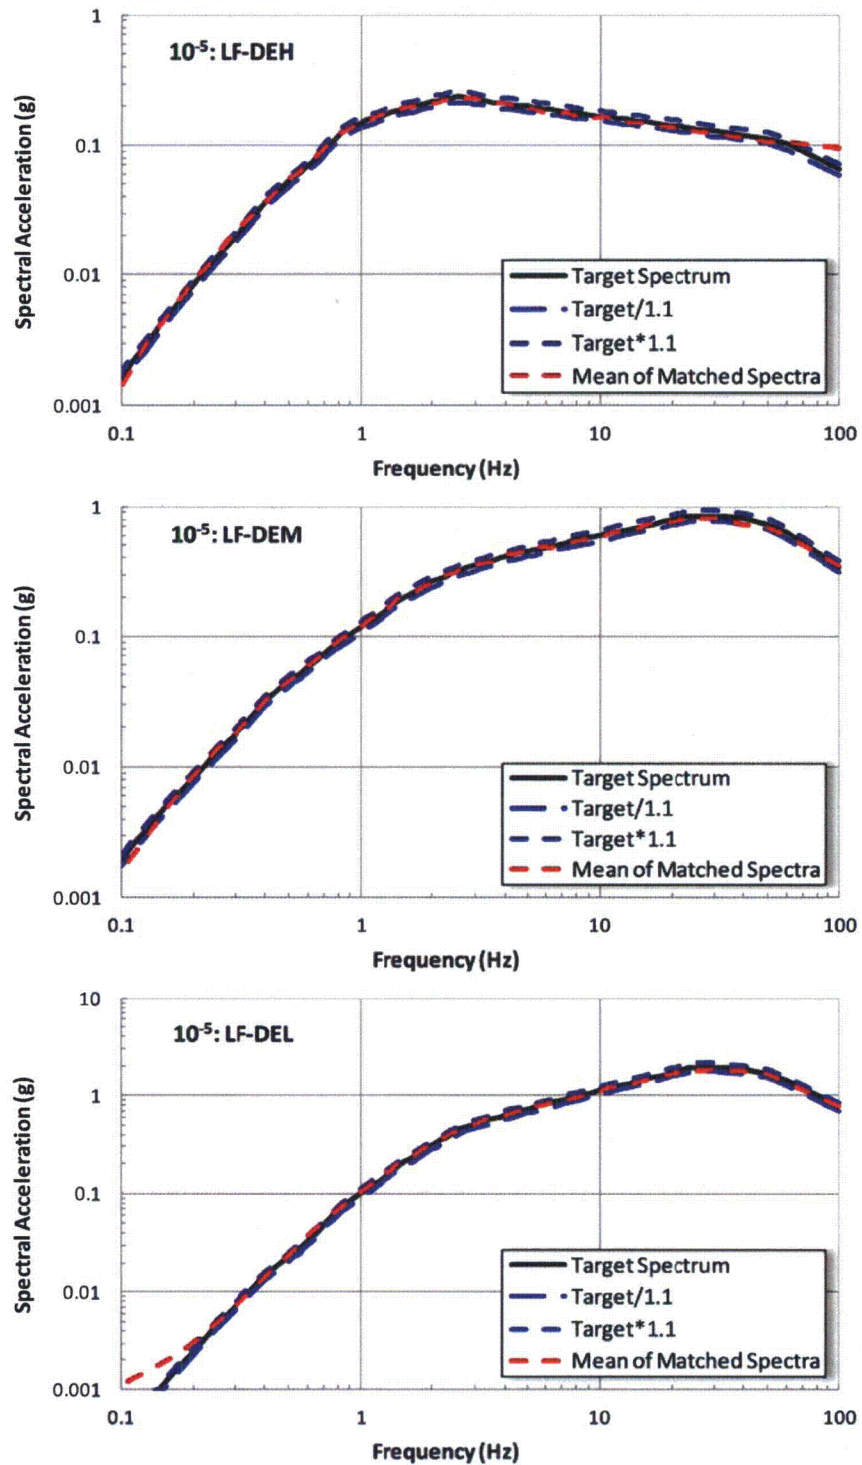 1
10⁻⁵: LF-DEH
0.1
0.01
0.001
Spectral Acceleration (g)
Target Spectrum
Target/1.1
Target*1.1
Mean of Matched Spectra
0.1 1 10 100
Frequency (Hz)
1
10⁻⁵: LF-DEM
0.1
0.01
0.001
Spectral Acceleration (g)
Target Spectrum
Target/1.1
Target*1.1
Mean of Matched Spectra
0.1 1 10 100
Frequency (Hz)
10
10⁻⁵: LF-DEL
1
0.1
0.01
0.001
Spectral Acceleration (g)
Target Spectrum
Target/1.1
Target*1.1
Mean of Matched Spectra
0.1 1 10 100
Frequency (Hz)